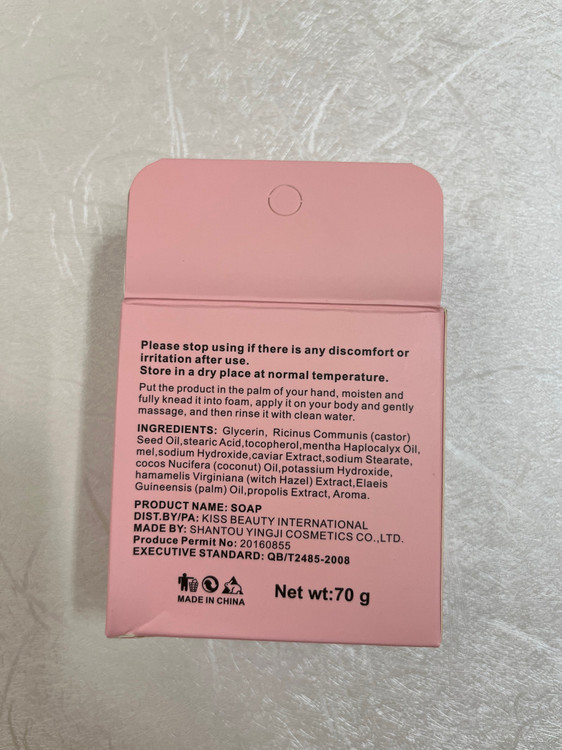 Please stop using if there is any discomfort or
irritation after use.
Store in a dry place at normal temperature.
Put the product in the palm of your hand, moisten and
fully knead it into foam, apply it on your body and gently
massage, and then rinse it with clean water.
INGREDIENTS: Glycerin, Ricinus Communis (castor)
Seed Oil,stearic Acid,tocopherol,mentha Haplocalyx Oil,
mel,sodium Hydroxide,caviar Extract,sodium Stearate,
cocos Nucifera (coconut) Oil,potassium Hydroxide,
hamamelis Virginiana (witch Hazel) Extract,Elaeis
Guineensis (palm) Oil,propolis Extract, Aroma.
PRODUCT NAME: SOAP
DIST.BY/PA: KISS BEAUTY INTERNATIONAL
MADE BY: SHANTOU YINGJI COSMETICS CO.,LTD.
Produce Permit No: 20160855
EXECUTIVE STANDARD: QB/T2485-2008
MADE IN CHINA
Net wt:70 g